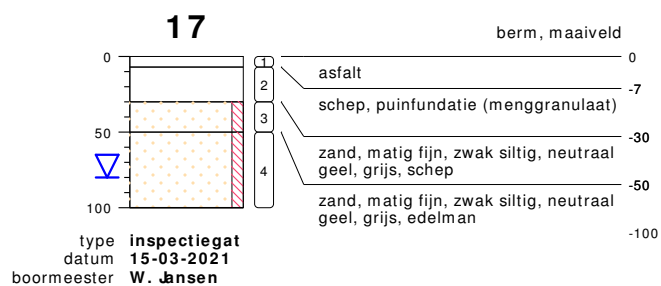 17
berm, maaiveld
0
1
0
asfalt
-7
2
schep, puinfundatie (menggranulaat)
-30
3
zand, matig fijn, zwak siltig, neutraal
geel, grijs, schep
50
-50
4
zand, matig fijn, zwak siltig, neutraal
geel, grijs, edelman
100
-100
type inspectiegat
datum 15-03-2021
boormeester W. Jansen